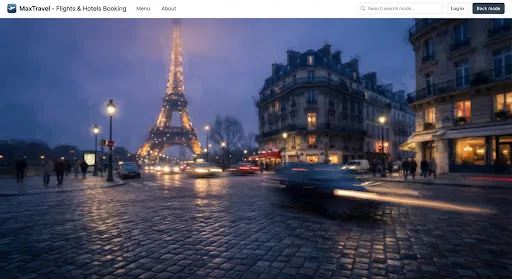 MaxTravel - Flights & Hotels Booking
Menu
About
Search search mode...
Log in
Back mode